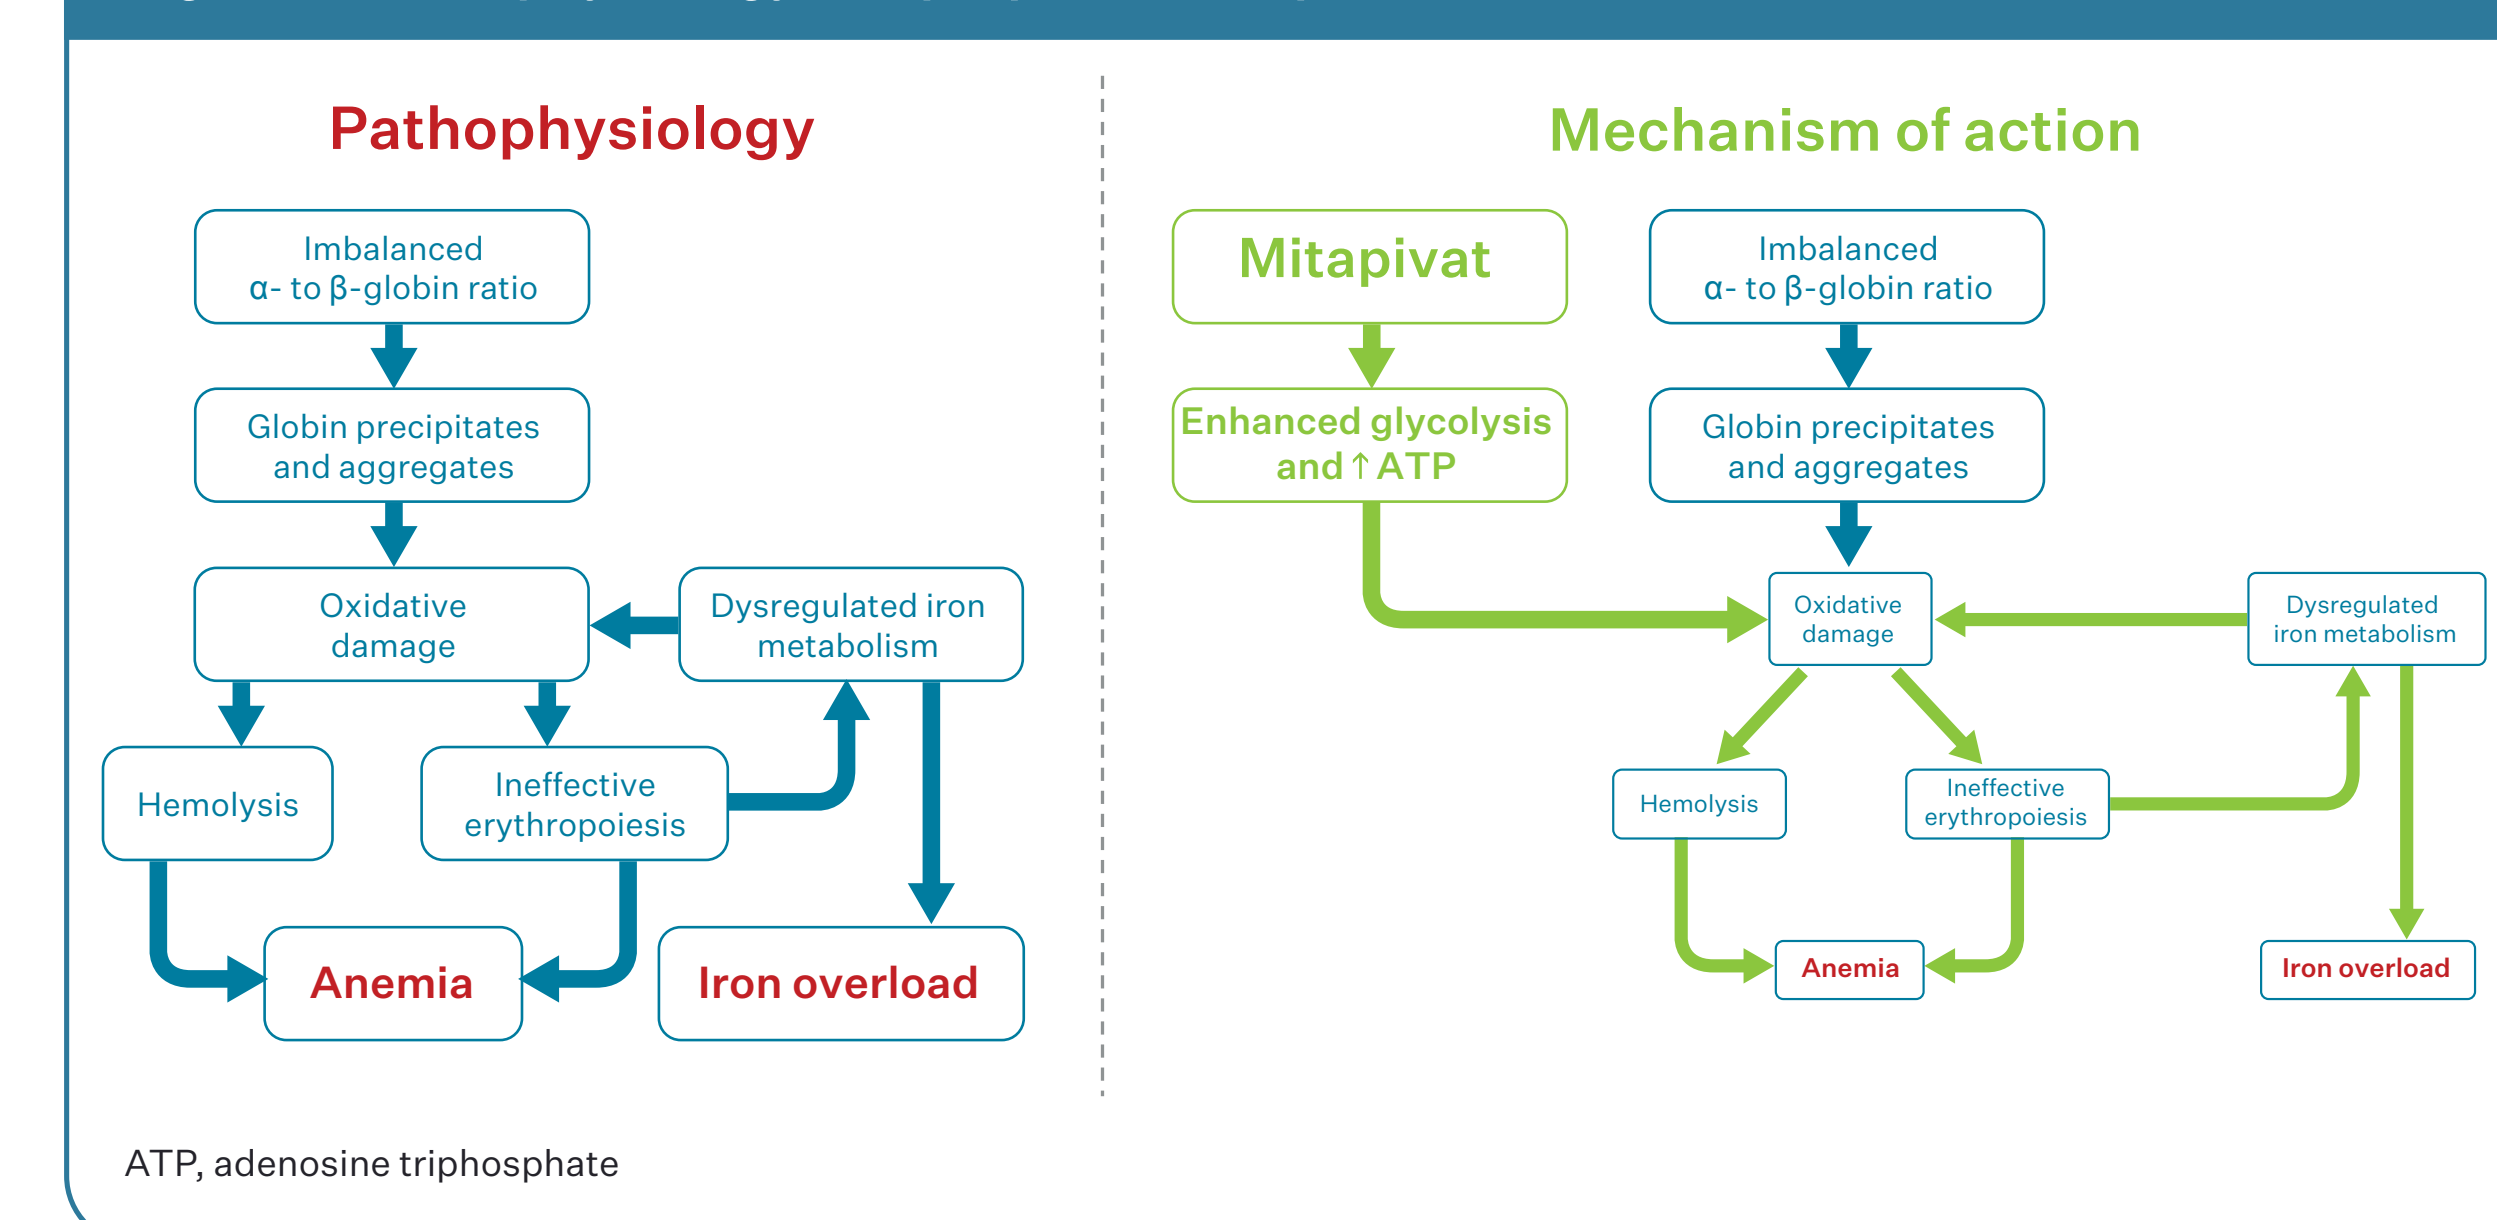 Pathophysiology
Imbalanced
α- to β-globin ratio
Globin precipitates
and aggregates
Oxidative
damage
Dysregulated iron
metabolism
Hemolysis
Ineffective
erythropoiesis
Anemia
Iron overload
Mechanism of action
Mitapivat
Enhanced glycolysis
and ↑ ATP
Imbalanced
α- to β-globin ratio
Globin precipitates
and aggregates
Oxidative
damage
Dysregulated
iron metabolism
Hemolysis
Ineffective
erythropoiesis
Anemia
Iron overload
ATP, adenosine triphosphate